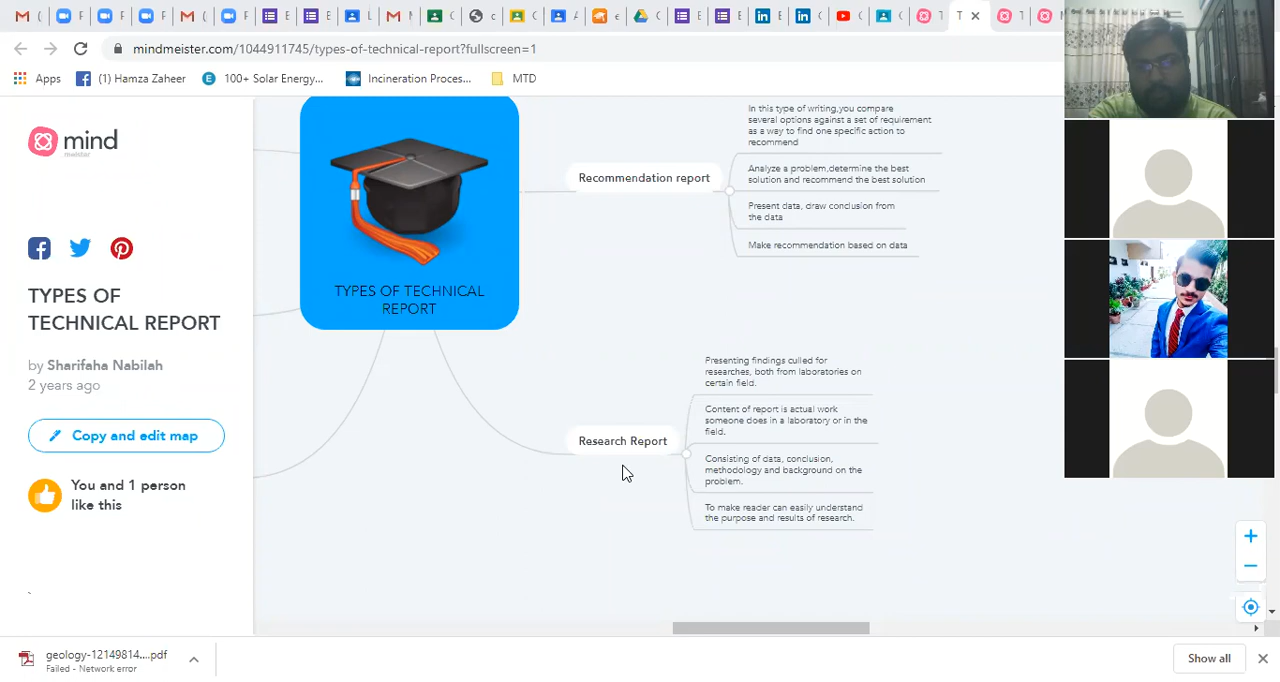 mindmeister.com/1044911745/types-of-technical-report?fullscreen=1
Apps
(1) Hamza Zaheer
100+ Solar Energy...
Incineration Proces...
MTD
mind
meister
TYPES OF
TECHNICAL REPORT
by Sharifaha Nabilah
2 years ago
Copy and edit map
You and 1 person
like this
TYPES OF TECHNICAL
REPORT
Recommendation report
In this type of writing,you compare
several options against a set of requirement
as a way to find one specific action to
recommend
Analyze a problem,determine the best
solution and recommend the best solution
Present data, draw conclusion from
the data
Make recommendation based on data
Research Report
Presenting findings culled for
researches, both from laboratories on
certain field.
Content of report is actual work
someone does in a laboratory or in the
field.
Consisting of data, conclusion,
methodology and background on the
problem.
To make reader can easily understand
the purpose and results of research.
geology-12149814....pdf
Failed - Network error
Show all